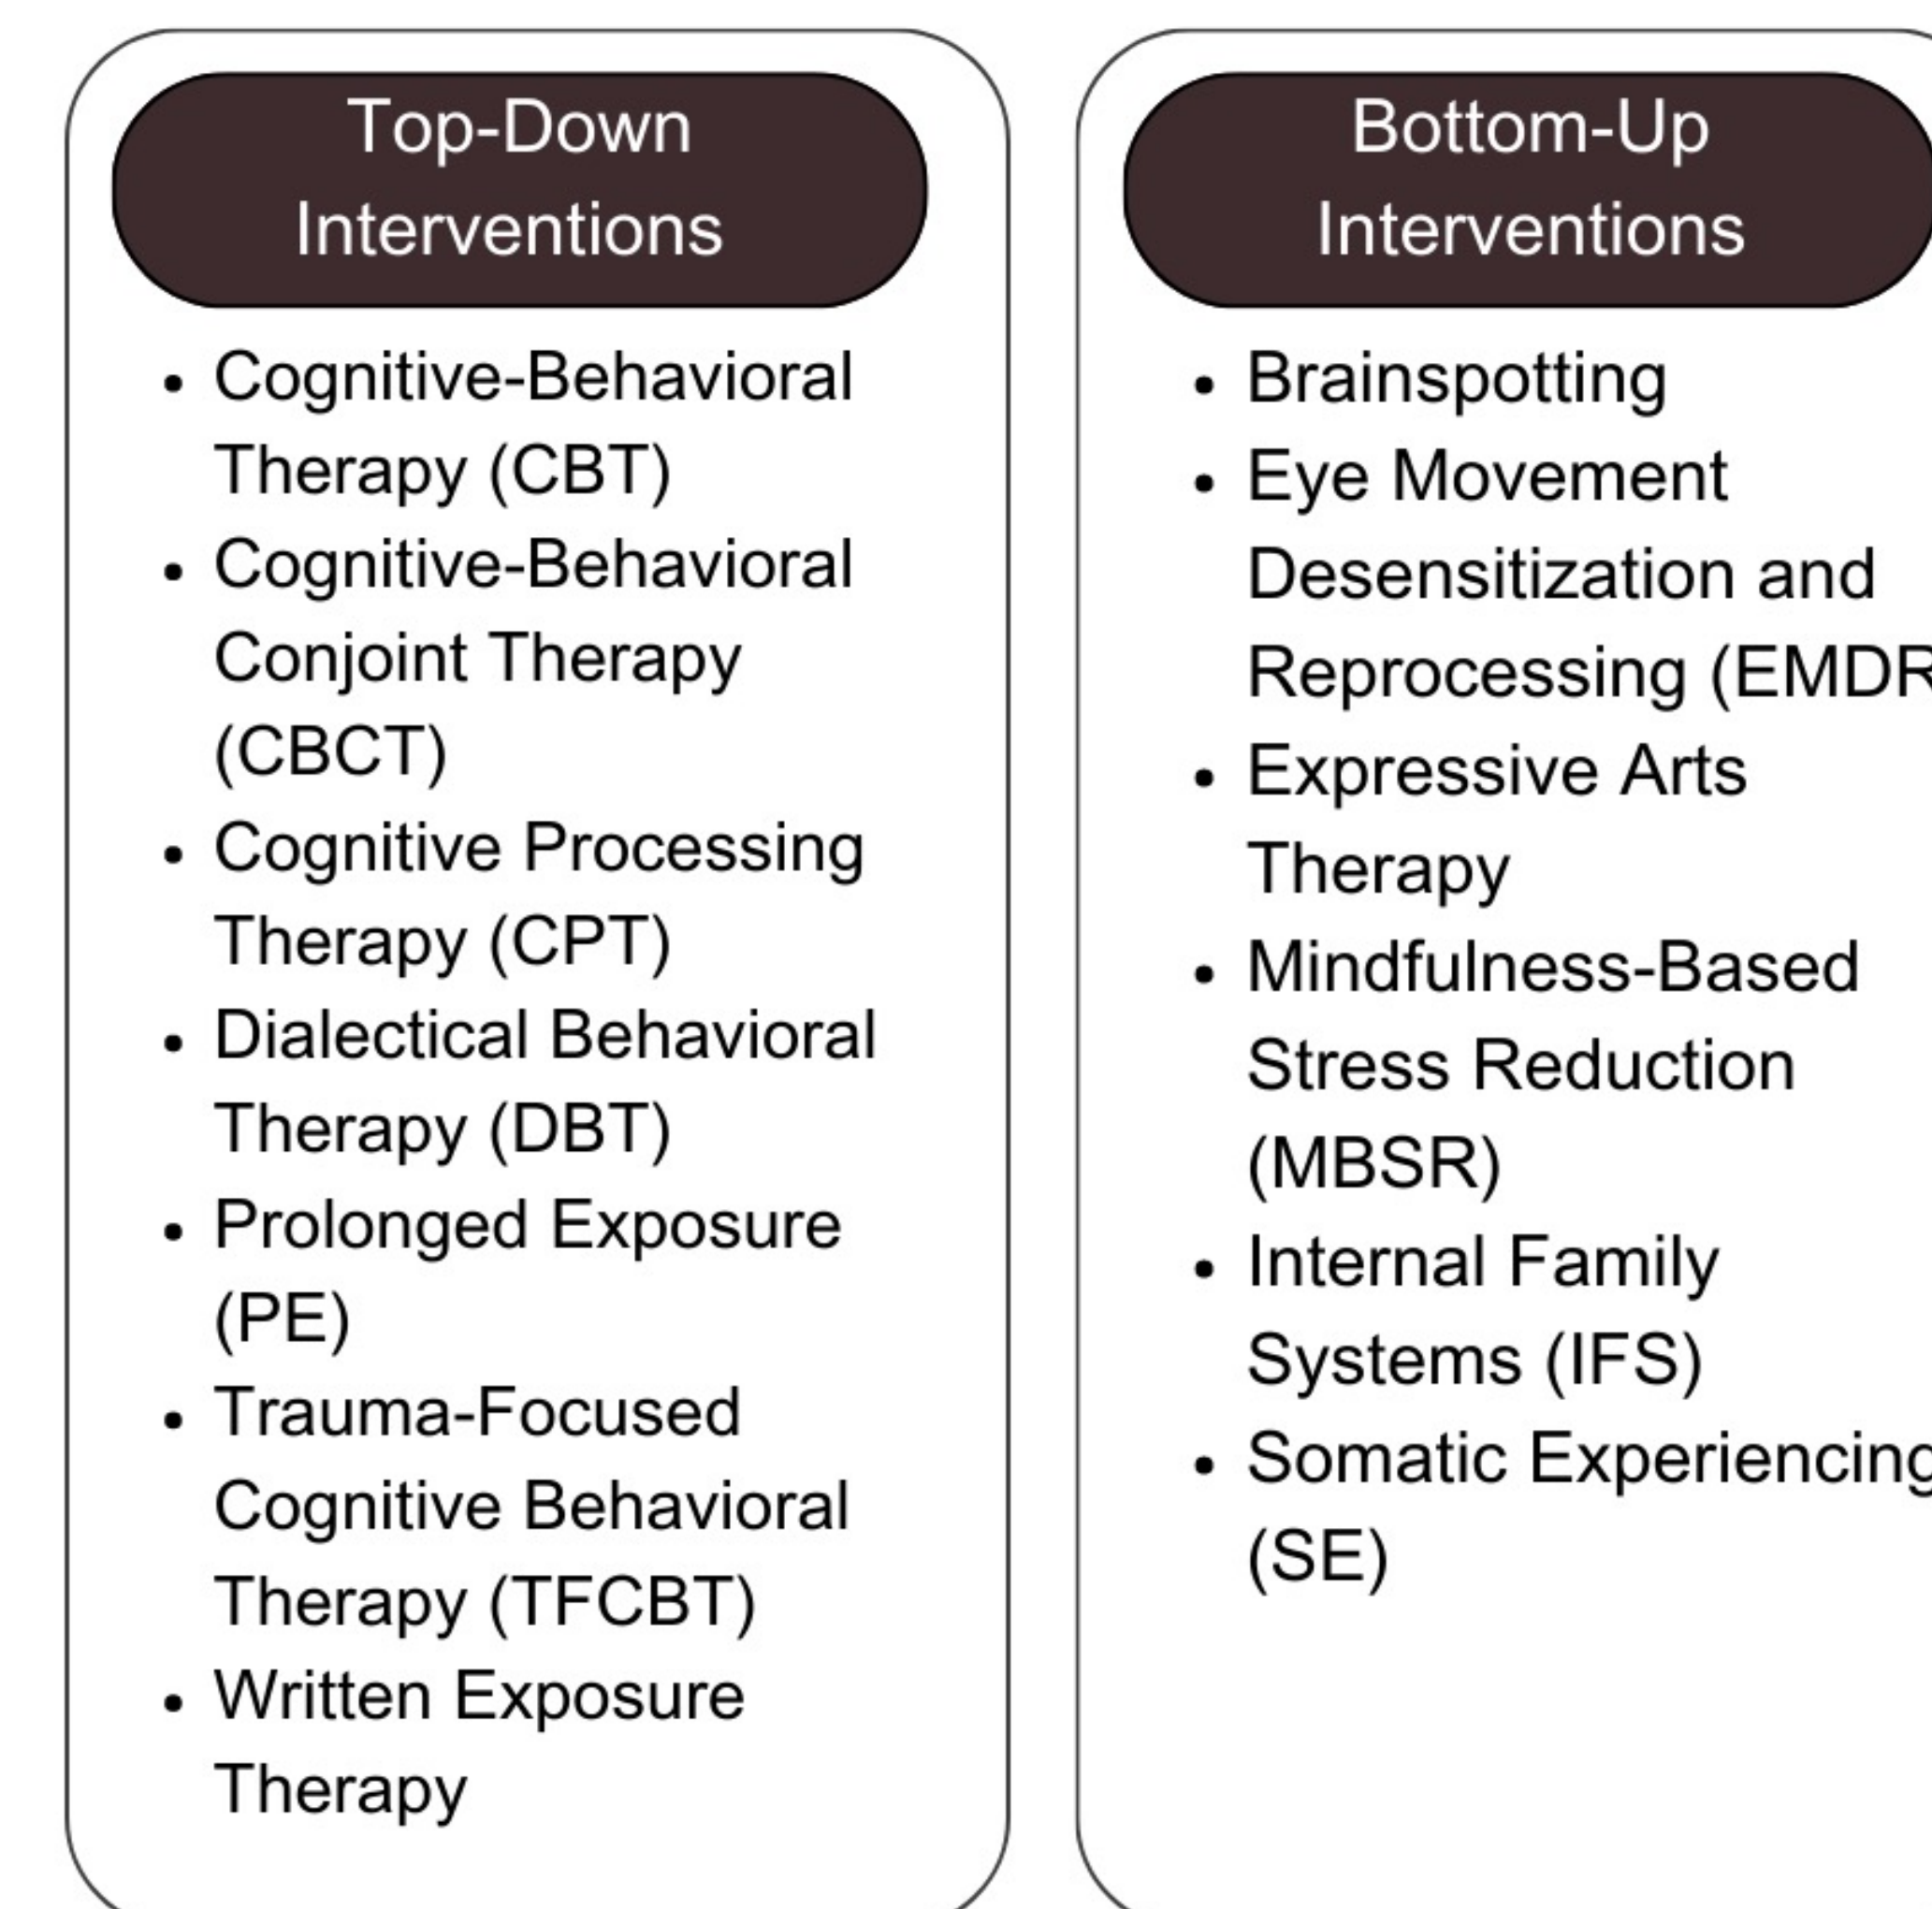 Top-Down
Interventions
• Cognitive-Behavioral
Therapy (CBT)
• Cognitive-Behavioral
Conjoint Therapy
(CBCT)
• Cognitive Processing
Therapy (CPT)
• Dialectical Behavioral
Therapy (DBT)
• Prolonged Exposure
(PE)
• Trauma-Focused
Cognitive Behavioral
Therapy (TFCBT)
• Written Exposure
Therapy
Bottom-Up
Interventions
• Brainspotting
• Eye Movement
Desensitization and
Reprocessing (EMDR
• Expressive Arts
Therapy
• Mindfulness-Based
Stress Reduction
(MBSR)
• Internal Family
Systems (IFS)
• Somatic Experiencing
(SE)